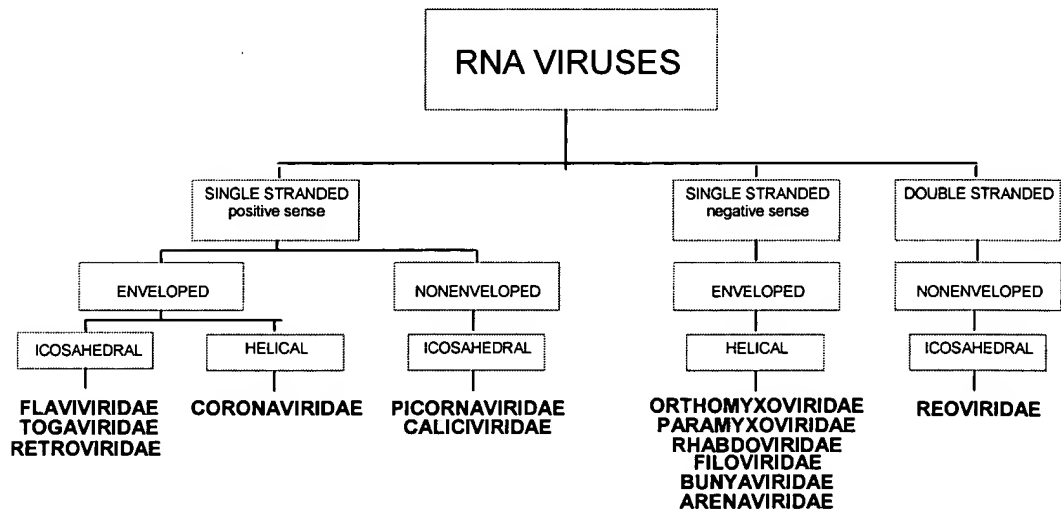 RNA VIRUSES
SINGLE STRANDED
positive sense
SINGLE STRANDED
negative sense
DOUBLE STRANDED
ENVELOPED
NONENVELOPED
ENVELOPED
NONENVELOPED
ICOSAHEDRAL
HELICAL
ICOSAHEDRAL
HELICAL
ICOSAHEDRAL
FLAVIVIRIDAE
TOGAVIRIDAE
RETROVIRIDAE
CORONAVIRIDAE
PICORNAVIRIDAE
CALICIVIRIDAE
ORTHOMYXOVIRIDAE
PARAMYXOVIRIDAE
RHABDOVIRIDAE
FILOVIRIDAE
BUNYAVIRIDAE
ARENAVIRIDAE
REOVIRIDAE